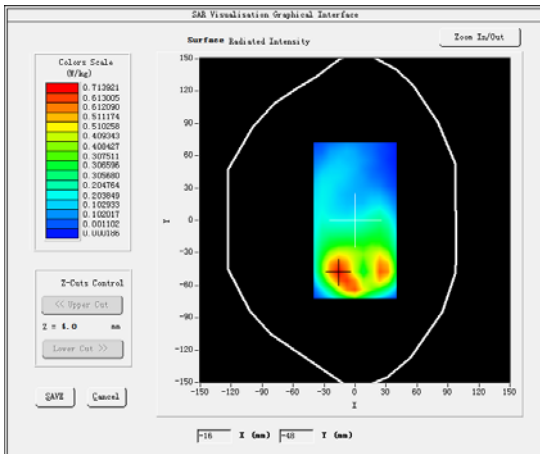 SAR Visualisation Graphical Interface
Surface Radiated Intensity
Zoom In/Out
Colors Scale
(W/kg)
0.713921
0.613005
0.612090
0.511174
0.510258
0.409343
0.408427
0.307511
0.306596
0.305680
0.204764
0.203849
0.102933
0.102017
0.001102
0.000186
Z-Cuts Control
<< Upper Cut
Z = 4.0 mm
Lower Cut >>
SAVE Cancel
150
120
90
60
30
0
-30
-60
-90
-120
-150
Y
-150 -120 -90 -60 -30 0 30 60 90 120 150
X
-16 X (mm) -48 Y (mm)